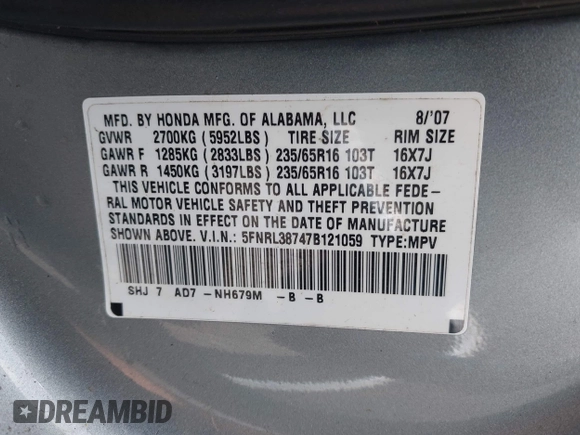 MFD. BY HONDA MFG. OF ALABAMA, LLC 8/'07
GVWR 2700KG (5952LBS) TIRE SIZE RIM SIZE
GAWR F 1285KG (2833LBS) 235/65R16 103T 16X7J
GAWR R 1450KG (3197LBS) 235/65R16 103T 16X7J
THIS VEHICLE CONFORMS TO ALL APPLICABLE FEDE-
RAL MOTOR VEHICLE SAFETY AND THEFT PREVENTION
STANDARDS IN EFFECT ON THE DATE OF MANUFACTURE
SHOWN ABOVE. V.I.N.: 5FNRL38747B121059 TYPE:MPV
SHJ 7 AD7 -NH679M -B -B
DREAMBID